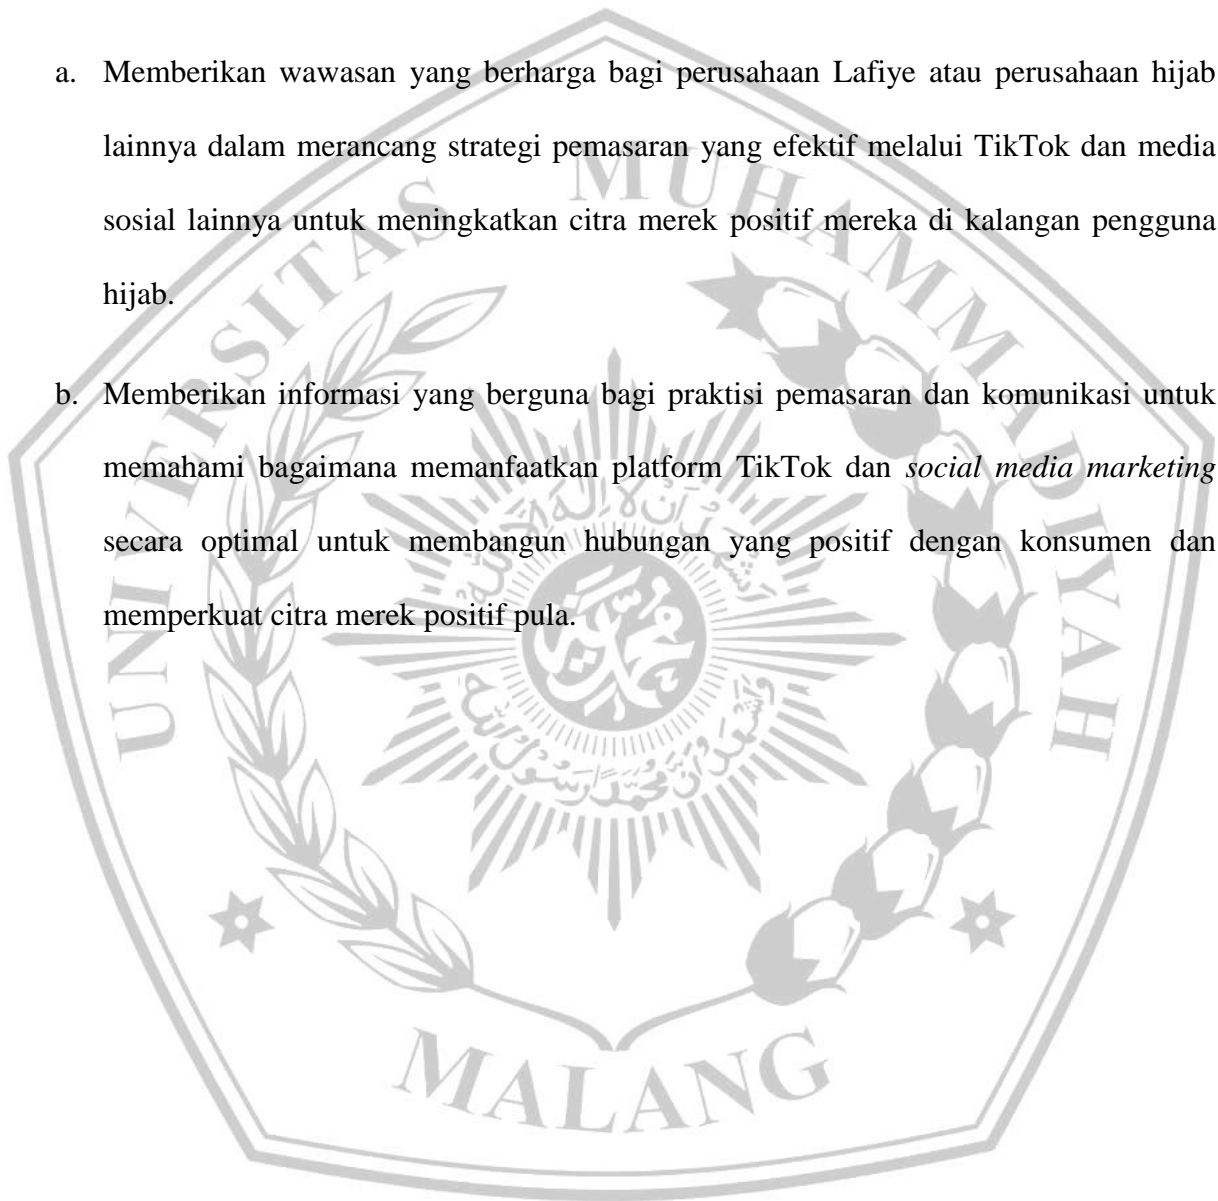 a. Memberikan wawasan yang berharga bagi perusahaan Lafiye atau perusahaan hijab
lainnya dalam merancang strategi pemasaran yang efektif melalui TikTok dan media
sosial lainnya untuk meningkatkan citra merek positif mereka di kalangan pengguna
hijab.
b. Memberikan informasi yang berguna bagi praktisi pemasaran dan komunikasi untuk
memahami bagaimana memanfaatkan platform TikTok dan social media marketing
secara optimal untuk membangun hubungan yang positif dengan konsumen dan
memperkuat citra merek positif pula.
UNIVERSITAS MUHAMMADIYAH
MALANG